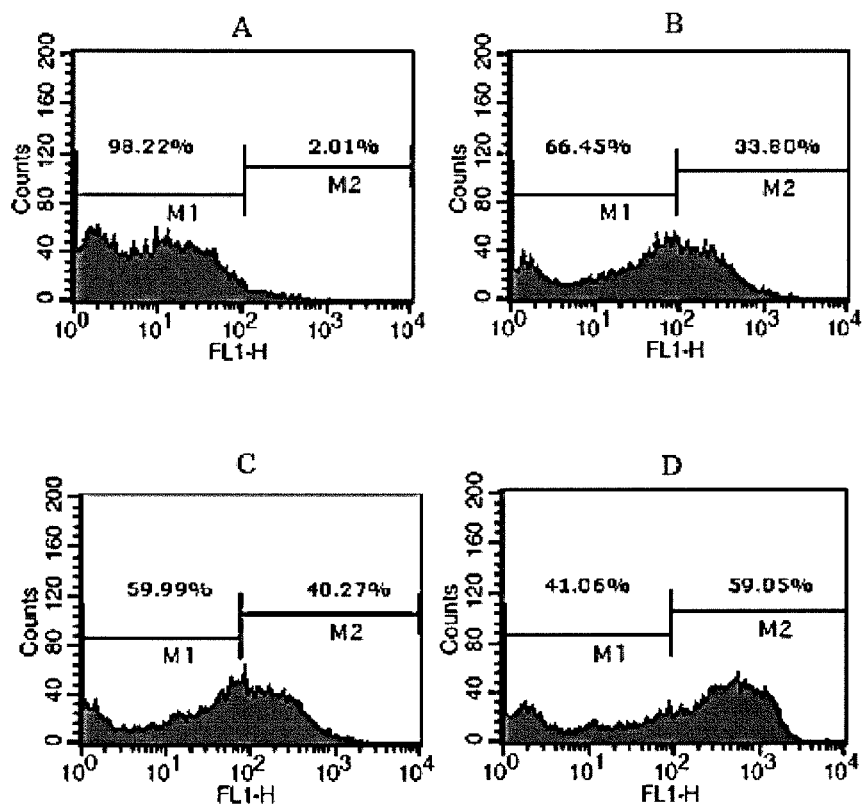 A
200
160
120
80
40
0
Counts
98.22%
2.01%
M1
M2
10⁰ 10¹ 10² 10³ 10⁴
FL1-H
B
200
160
120
80
40
0
Counts
66.45%
33.80%
M1
M2
10⁰ 10¹ 10² 10³ 10⁴
FL1-H
C
200
160
120
80
40
0
Counts
59.99%
40.27%
M1
M2
10⁰ 10¹ 10² 10³ 10⁴
FL1-H
D
200
160
120
80
40
0
Counts
41.06%
59.05%
M1
M2
10⁰ 10¹ 10² 10³ 10⁴
FL1-H